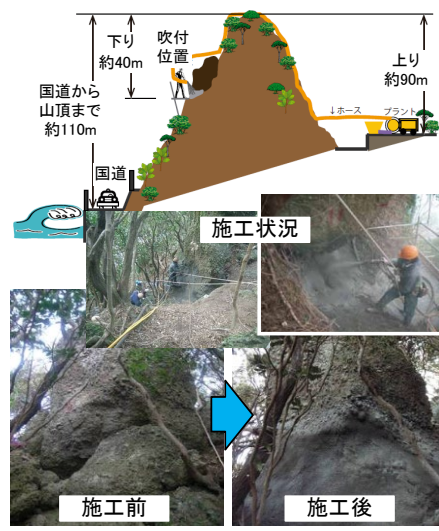 下り
約40m
吹付
位置
上り
約90m
国道から
山頂まで
約110m
↓ホース
プラント
国道
施工状況
施工前
施工後